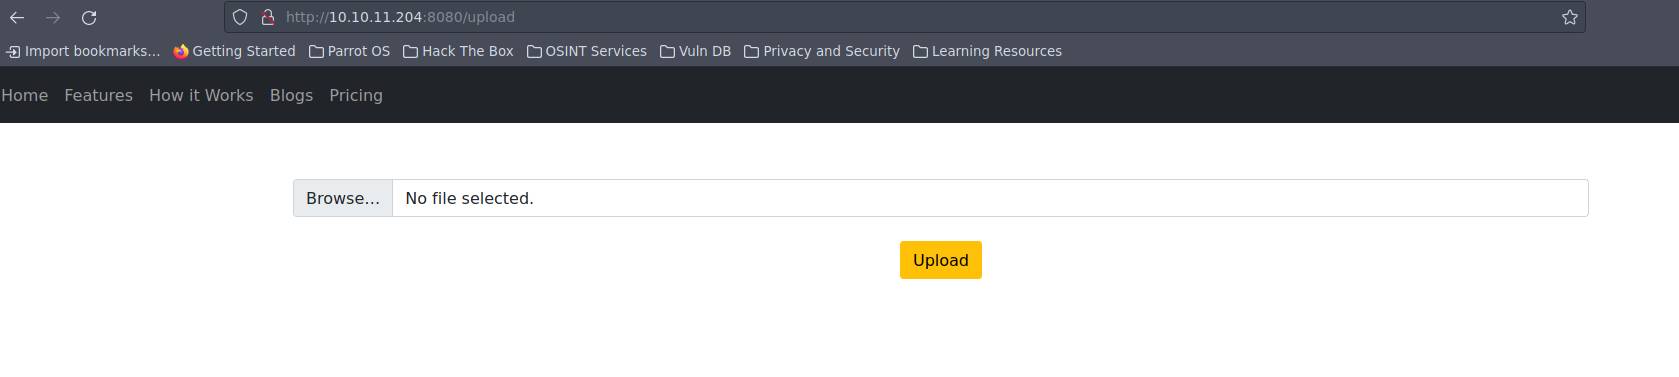 http://10.10.11.204:8080/upload
Import bookmarks... Getting Started Parrot OS Hack The Box OSINT Services Vuln DB Privacy and Security Learning Resources
Home Features How it Works Blogs Pricing
Browse... No file selected.
Upload